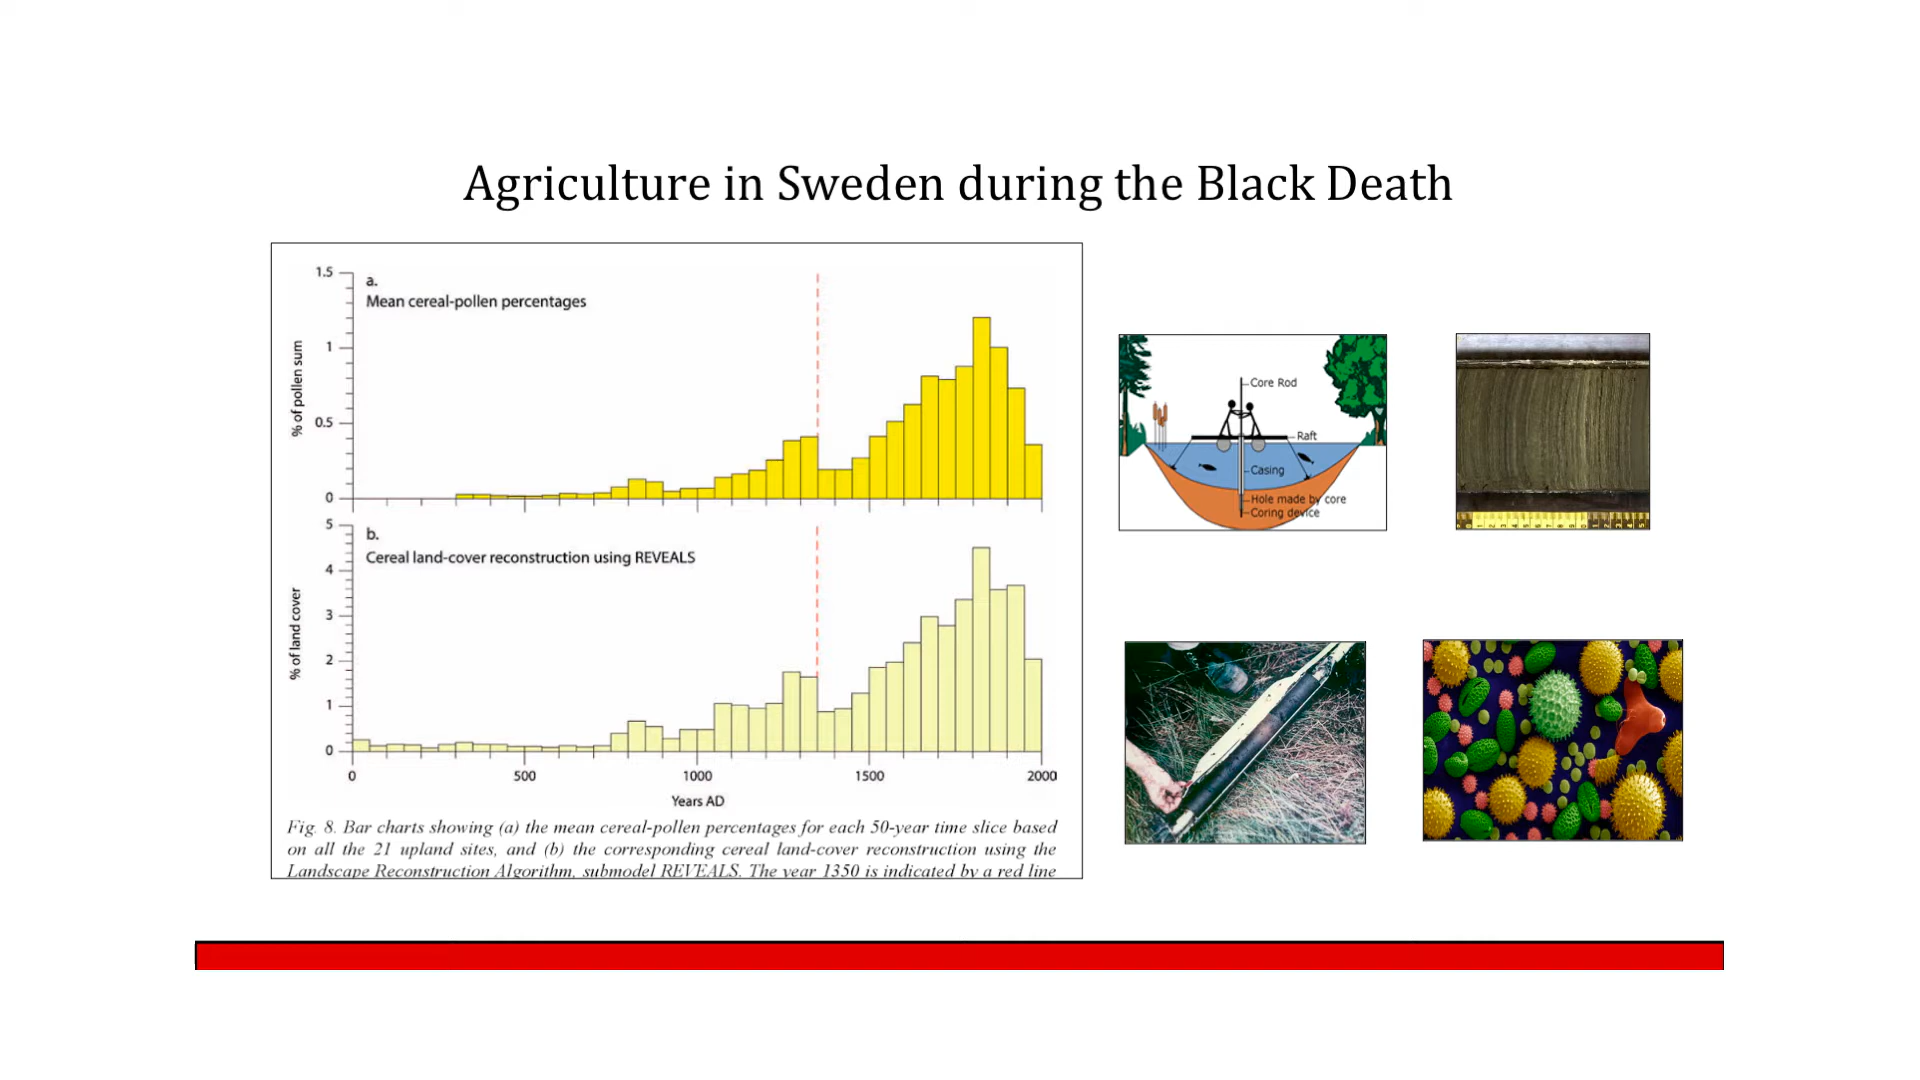 Agriculture in Sweden during the Black Death
1.5
a.
Mean cereal-pollen percentages
1
0.5
0
% of pollen sum
5
b.
Cereal land-cover reconstruction using REVEALS
4
3
2
1
0
% of land cover
0 500 1000 1500 2000
Years AD
Fig. 8. Bar charts showing (a) the mean cereal-pollen percentages for each 50-year time slice based
on all the 21 upland sites, and (b) the corresponding cereal land-cover reconstruction using the
Landscape Reconstruction Algorithm, submodel REVEALS. The year 1350 is indicated by a red line
Core Rod
Raft
Casing
Hole made by core
Coring device